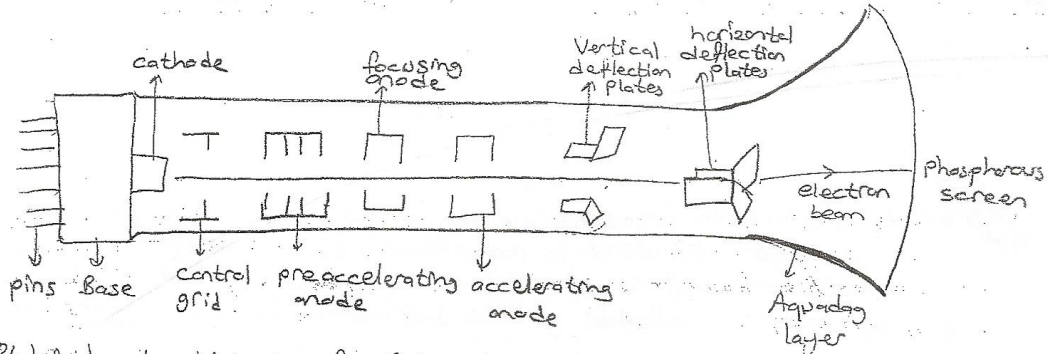 cathode
focusing
anode
Vertical
deflection
plates
horizontal
deflection
plates
phosphorous
screen
electron
beam
pins
Base
control
grid
preaccelerating
anode
accelerating
anode
Aquadag
layer